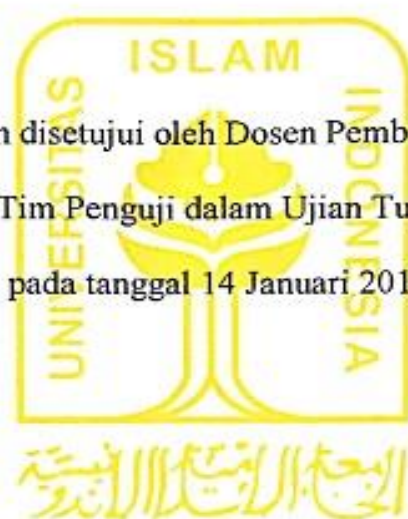 ISLAM
UNIVERSITAS
INDONESIA
n disetujui oleh Dosen Pemb
Tim Penguji dalam Ujian Tu
pada tanggal 14 Januari 201